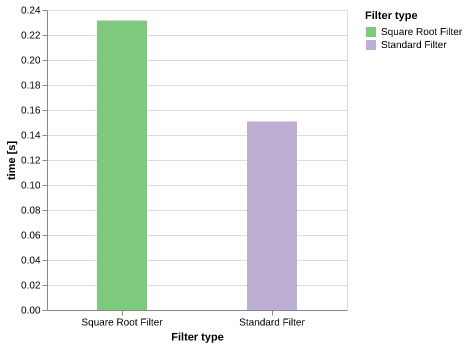 0.24
0.22
0.20
0.18
0.16
0.14
0.12
0.10
0.08
0.06
0.04
0.02
0.00
time [s]
Square Root Filter
Standard Filter
Filter type
Filter type
Square Root Filter
Standard Filter